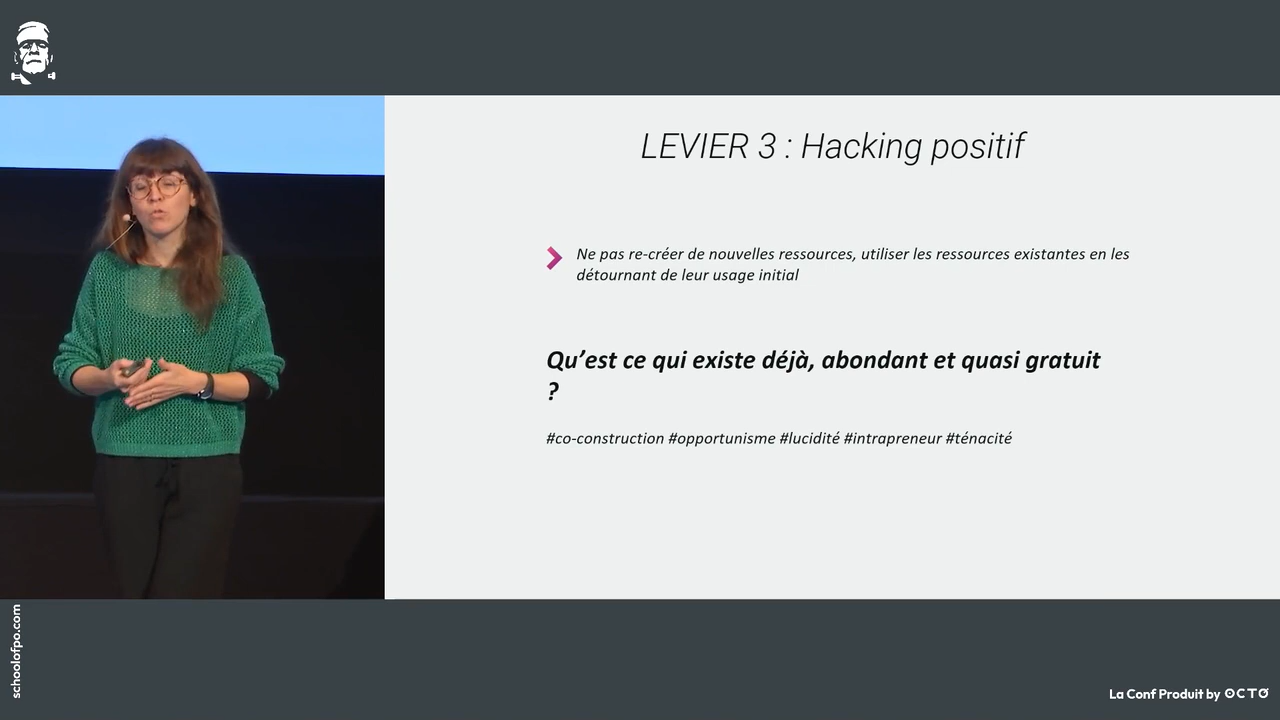 LEVIER 3 : Hacking positif
Ne pas re-créer de nouvelles ressources, utiliser les ressources existantes en les
détournant de leur usage initial
Qu’est ce qui existe déjà, abondant et quasi gratuit
?
#co-construction #opportunisme #lucidité #intrapreneur #ténacité
schoolofpo.com
La Conf Produit by OCTO